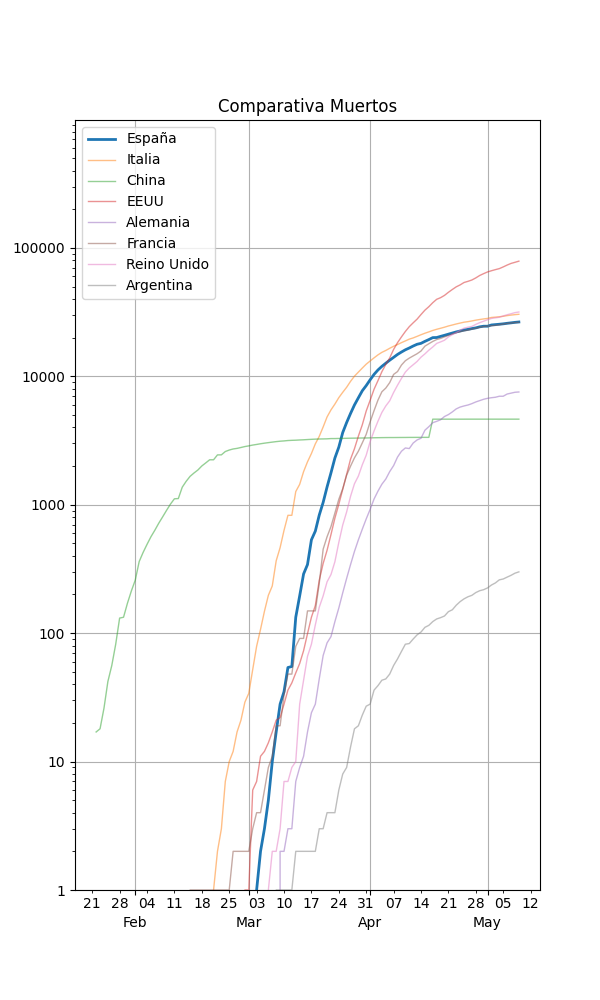 Comparativa Muertos
España
Italia
China
EEUU
Alemania
Francia
Reino Unido
Argentina
100000
10000
1000
100
10
1
21 28 04 11 18 25 03 10 17 24 31 07 14 21 28 05 12
Feb Mar Apr May